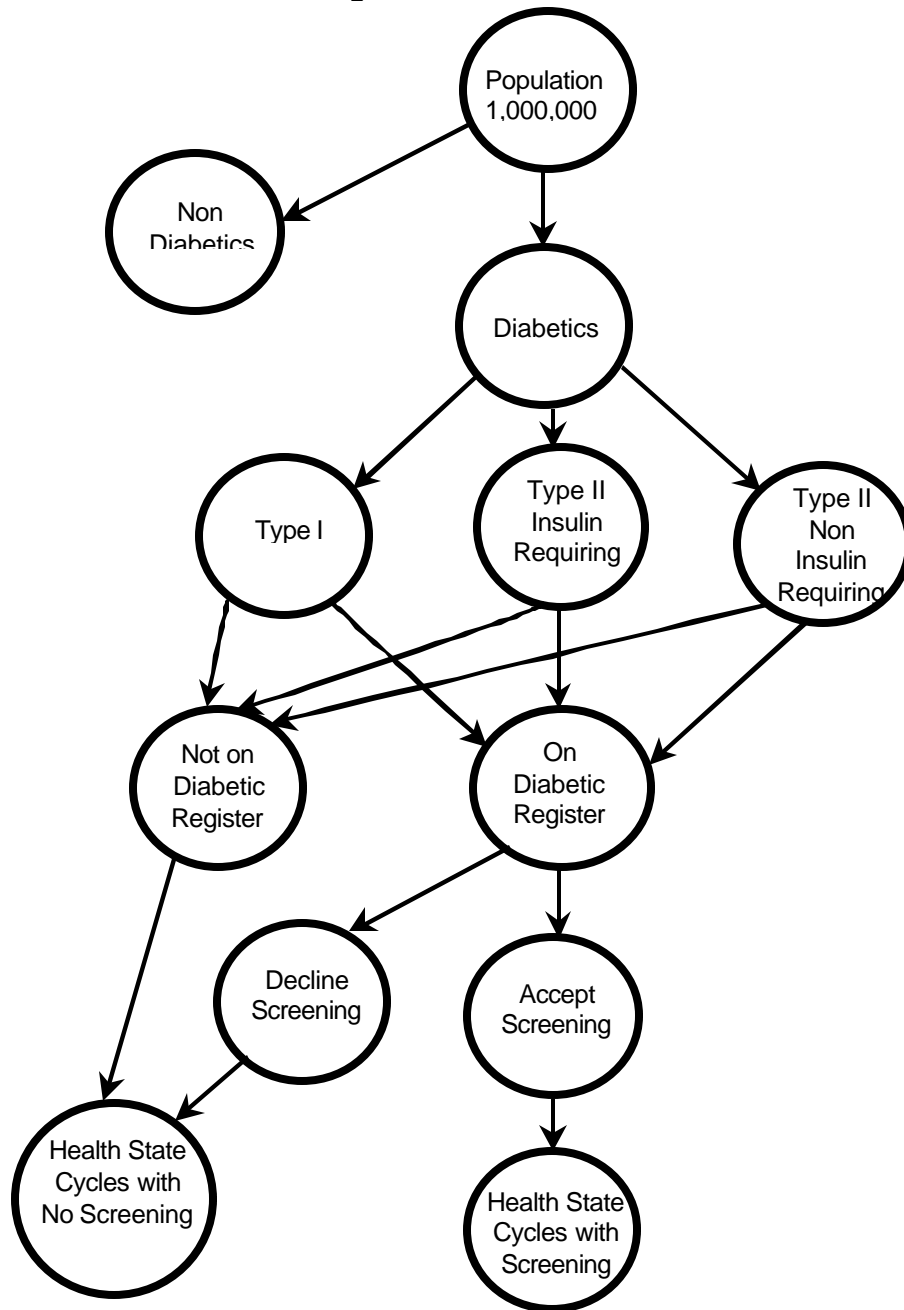 Population
1,000,000
Non
Diabetics
Diabetics
Type I
Type II
Insulin
Requiring
Type II
Non
Insulin
Requiring
Not on
Diabetic
Register
On
Diabetic
Register
Decline
Screening
Accept
Screening
Health State
Cycles with
No Screening
Health State
Cycles with
Screening